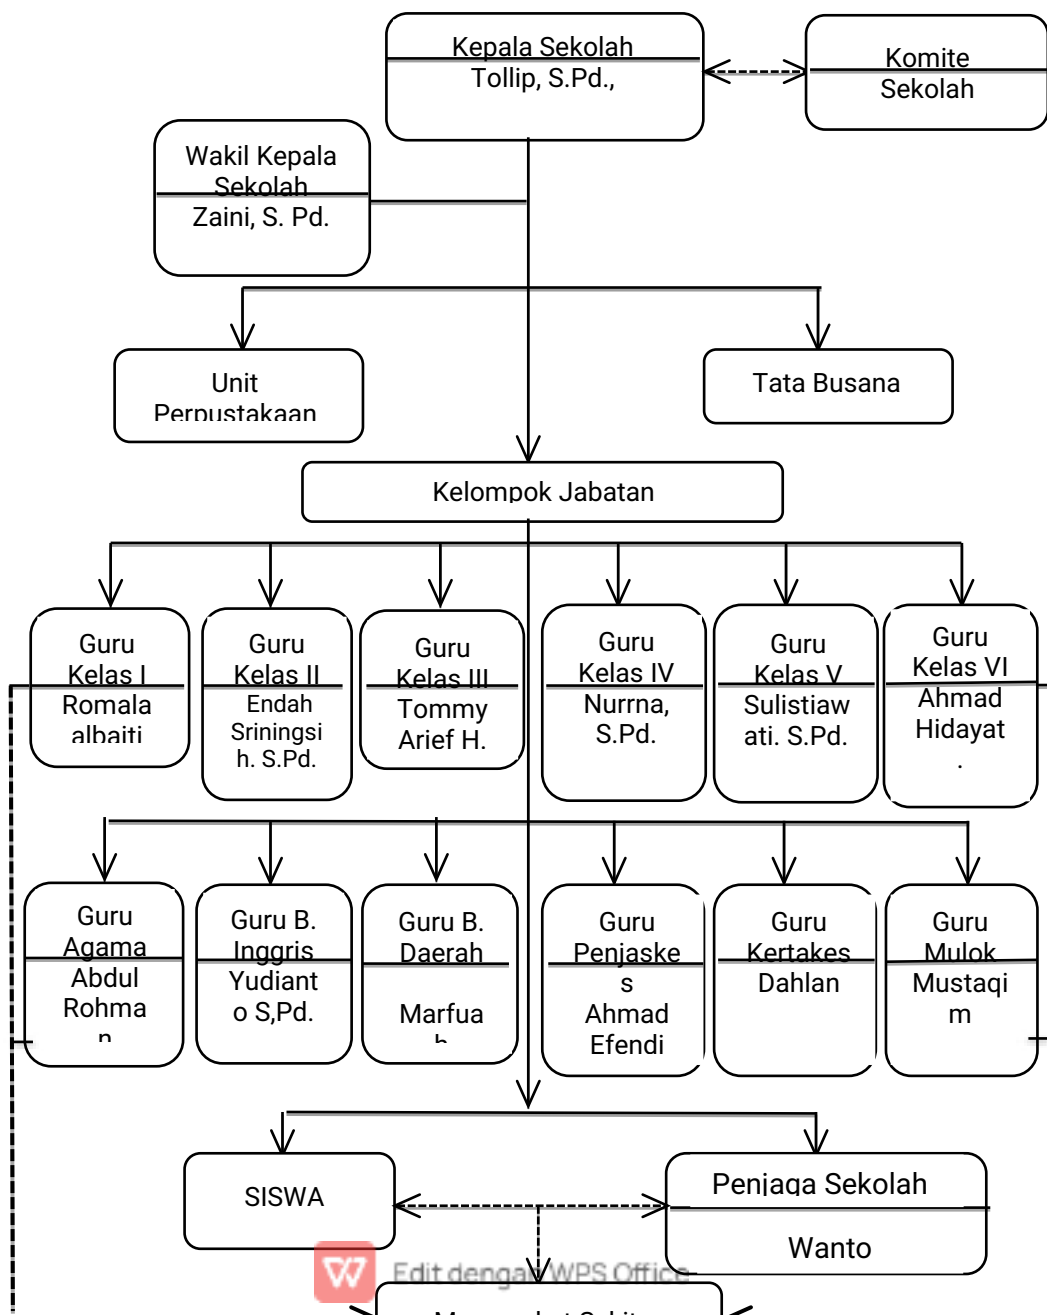 Kepala Sekolah
Tollip, S.Pd.,
Komite
Sekolah
Wakil Kepala
Sekolah
Zaini, S. Pd.
Unit
Perpustakaan
Tata Busana
Kelompok Jabatan
Guru
Kelas I
Romala
albaiti
Guru
Kelas II
Endah
Sriningsi
h. S.Pd.
Guru
Kelas III
Tommy
Arief H.
Guru
Kelas IV
Nurrna,
S.Pd.
Guru
Kelas V
Sulistiaw
ati. S.Pd.
Guru
Kelas VI
Ahmad
Hidayat
.
Guru
Agama
Abdul
Rohma
n
Guru B.
Inggris
Yudiant
o S,Pd.
Guru B.
Daerah
Marfua
h
Guru
Penjaske
s
Ahmad
Efendi
Guru
Kertakes
Dahlan
Guru
Mulok
Mustaqi
m
SISWA
Penjaga Sekolah
Wanto
Edit dengan WPS Office